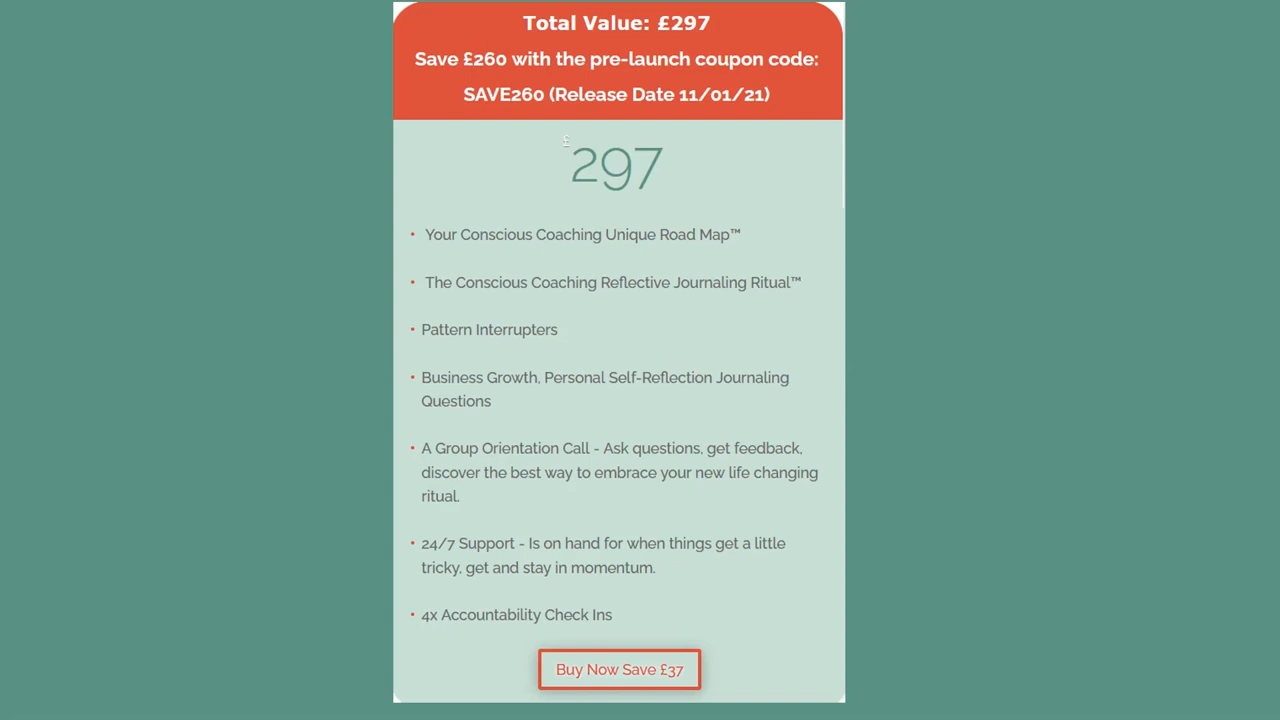 Total Value: £297
Save £260 with the pre-launch coupon code:
SAVE260 (Release Date 11/01/21)
£297
• Your Conscious Coaching Unique Road Map™
• The Conscious Coaching Reflective Journaling Ritual™
• Pattern Interrupters
• Business Growth, Personal Self-Reflection Journaling
Questions
• A Group Orientation Call - Ask questions, get feedback,
discover the best way to embrace your new life changing
ritual.
• 24/7 Support - Is on hand for when things get a little
tricky, get and stay in momentum.
• 4x Accountability Check Ins
Buy Now Save £37